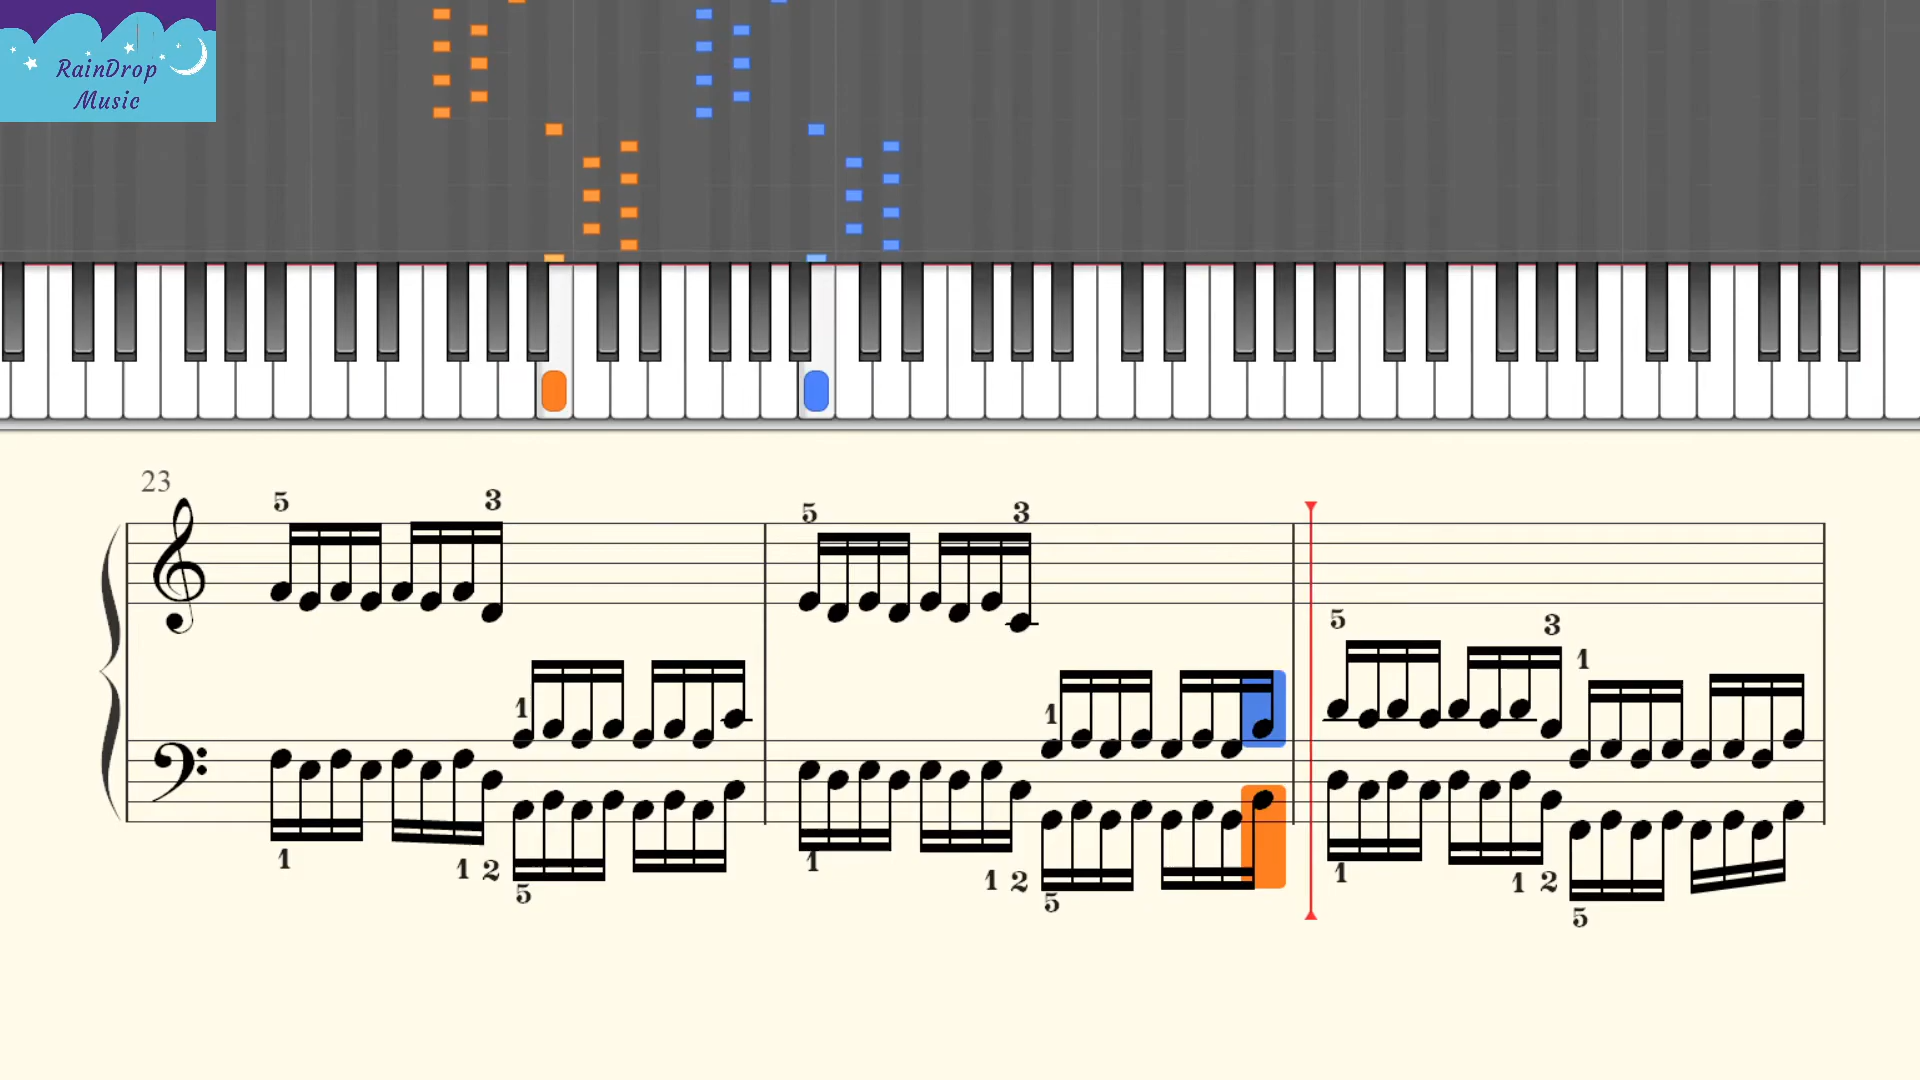 RainDrop
Music
23
5 3 5 3
5 3
1
1 1
1 1 2 1 1 2 1 1 2
5 5 5